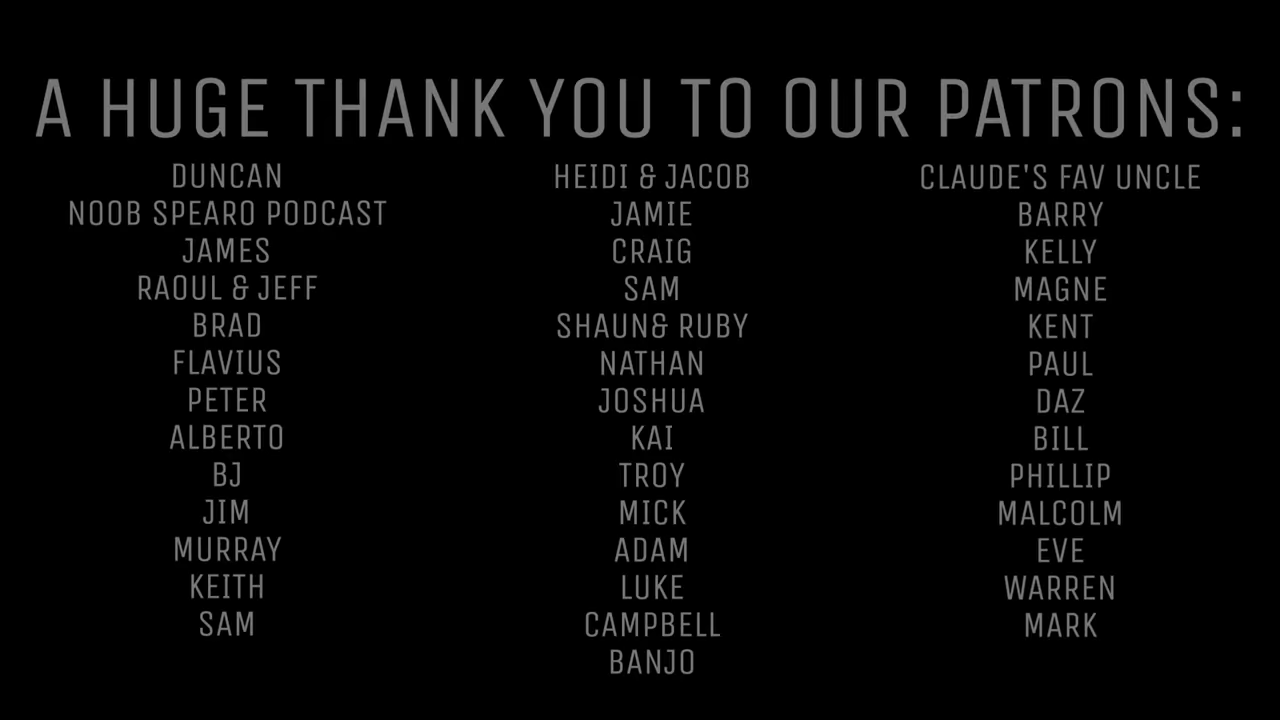 A HUGE THANK YOU TO OUR PATRONS:
DUNCAN
NOOB SPEARO PODCAST
JAMES
RAOUL & JEFF
BRAD
FLAVIUS
PETER
ALBERTO
BJ
JIM
MURRAY
KEITH
SAM
HEIDI & JACOB
JAMIE
CRAIG
SAM
SHAUN& RUBY
NATHAN
JOSHUA
KAI
TROY
MICK
ADAM
LUKE
CAMPBELL
BANJO
CLAUDE'S FAV UNCLE
BARRY
KELLY
MAGNE
KENT
PAUL
DAZ
BILL
PHILLIP
MALCOLM
EVE
WARREN
MARK